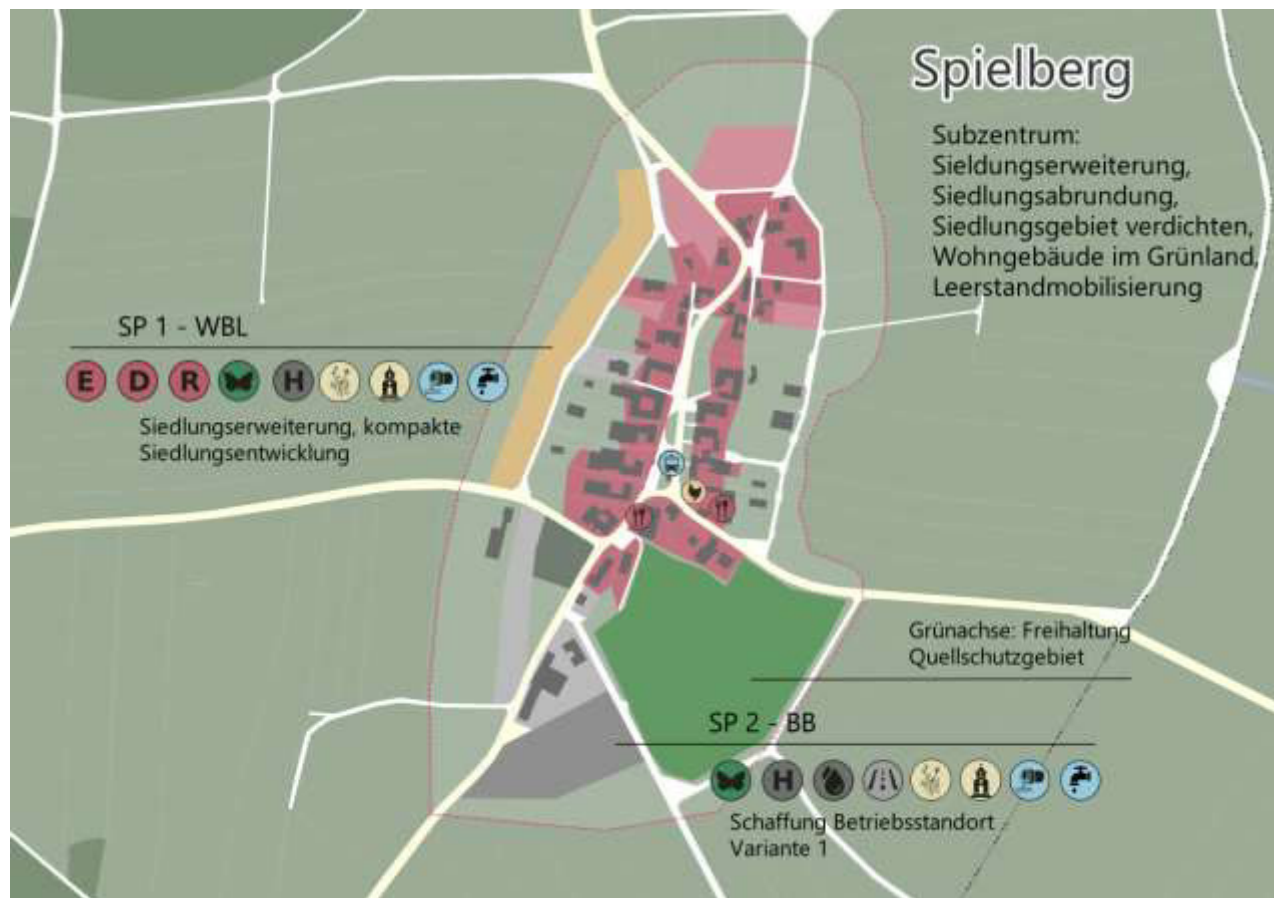 Spielberg
Subzentrum:
Sieldungserweiterung,
Siedlungsabrundung,
Siedlungsgebiet verdichten,
Wohngebäude im Grünland,
Leerstandmobilisierung
SP 1 - WBL
E D R H
Siedlungserweiterung, kompakte
Siedlungsentwicklung
Grünachse: Freihaltung
Quellschutzgebiet
SP 2 - BB
H
Schaffung Betriebsstandort
Variante 1